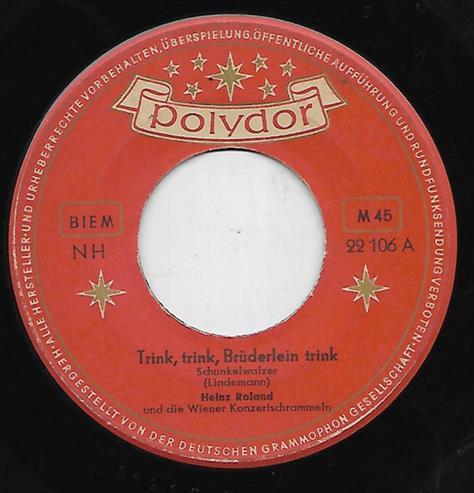 ALLE HERSTELLER- UND URHEBERRECHTE VORBEHALTEN, ÜBERSPIELUNG, ÖFFENTLICHE AUFFÜHRUNG UND RUNDFUNKSENDUNG VERBOTEN·
polydor
BIEM
NH
M 45
22 106 A
Trink, trink, Brüderlein trink
Schunkelwalzer
(Lindemann)
Heinz Roland
und die Wiener Konzertschrammeln
HERGESTELLT VON DER DEUTSCHEN GRAMMOPHON GESELLSCHAFT·